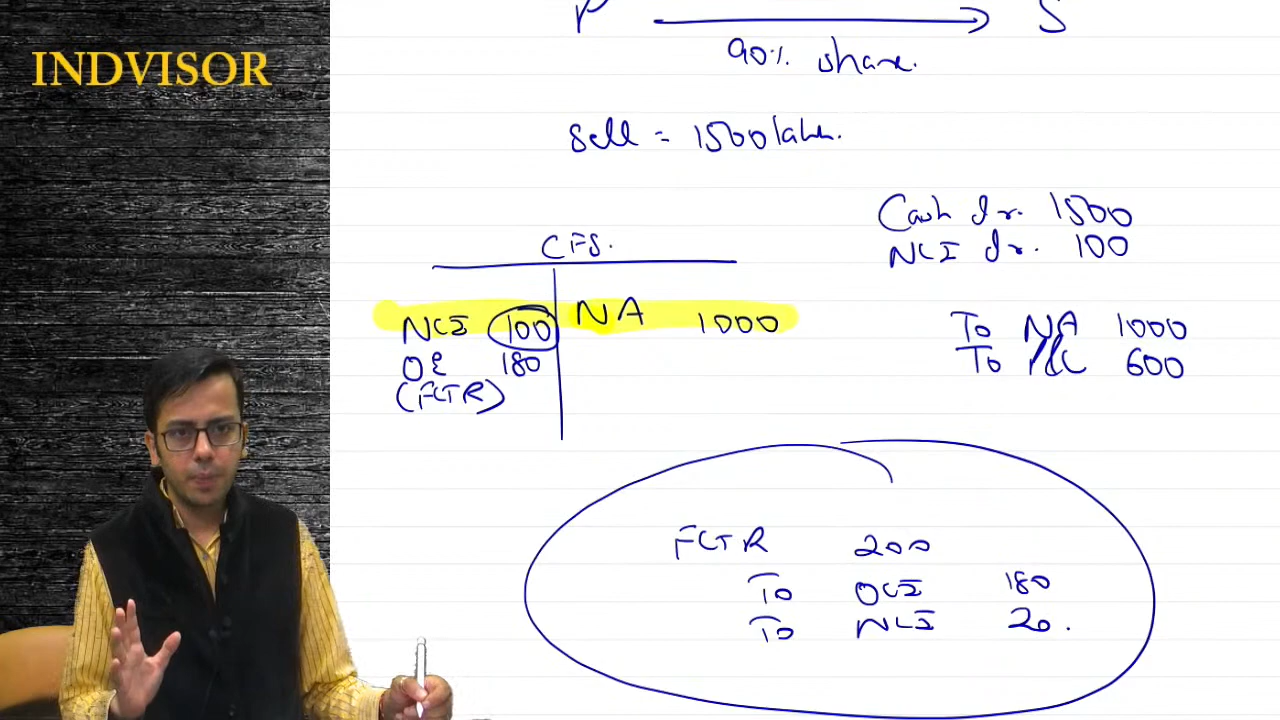 INDVISOR
P S
90% share.
sell = 1500 lakh.
Cash dr. 1500
NCI dr. 100
To NA 1000
To P/L 600
CFS.
NCI 100 NA 1000
OE 180
(FCTR)
FCTR 200
To OCI 180
To NCI 20.